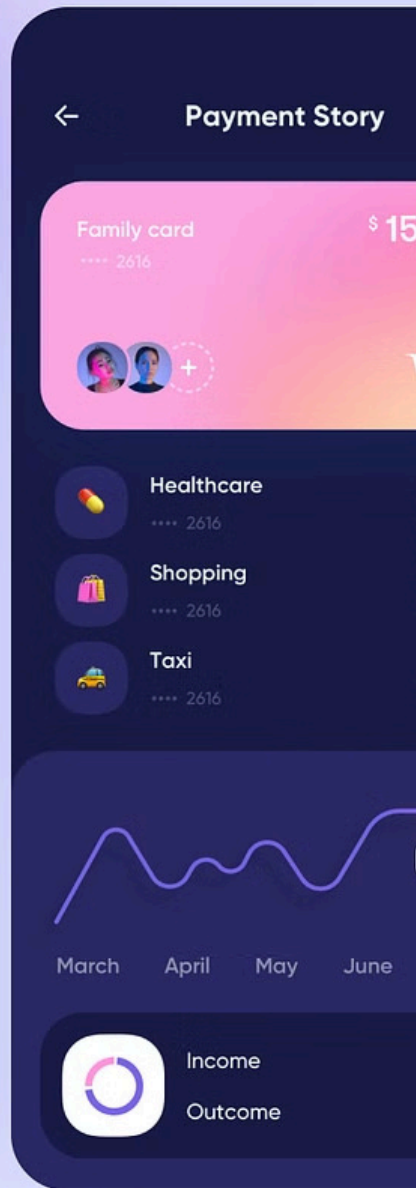 Payment Story
Family card
$ 15
•••• 2616
+
Healthcare
•••• 2616
Shopping
•••• 2616
Taxi
•••• 2616
March April May June
Income
Outcome